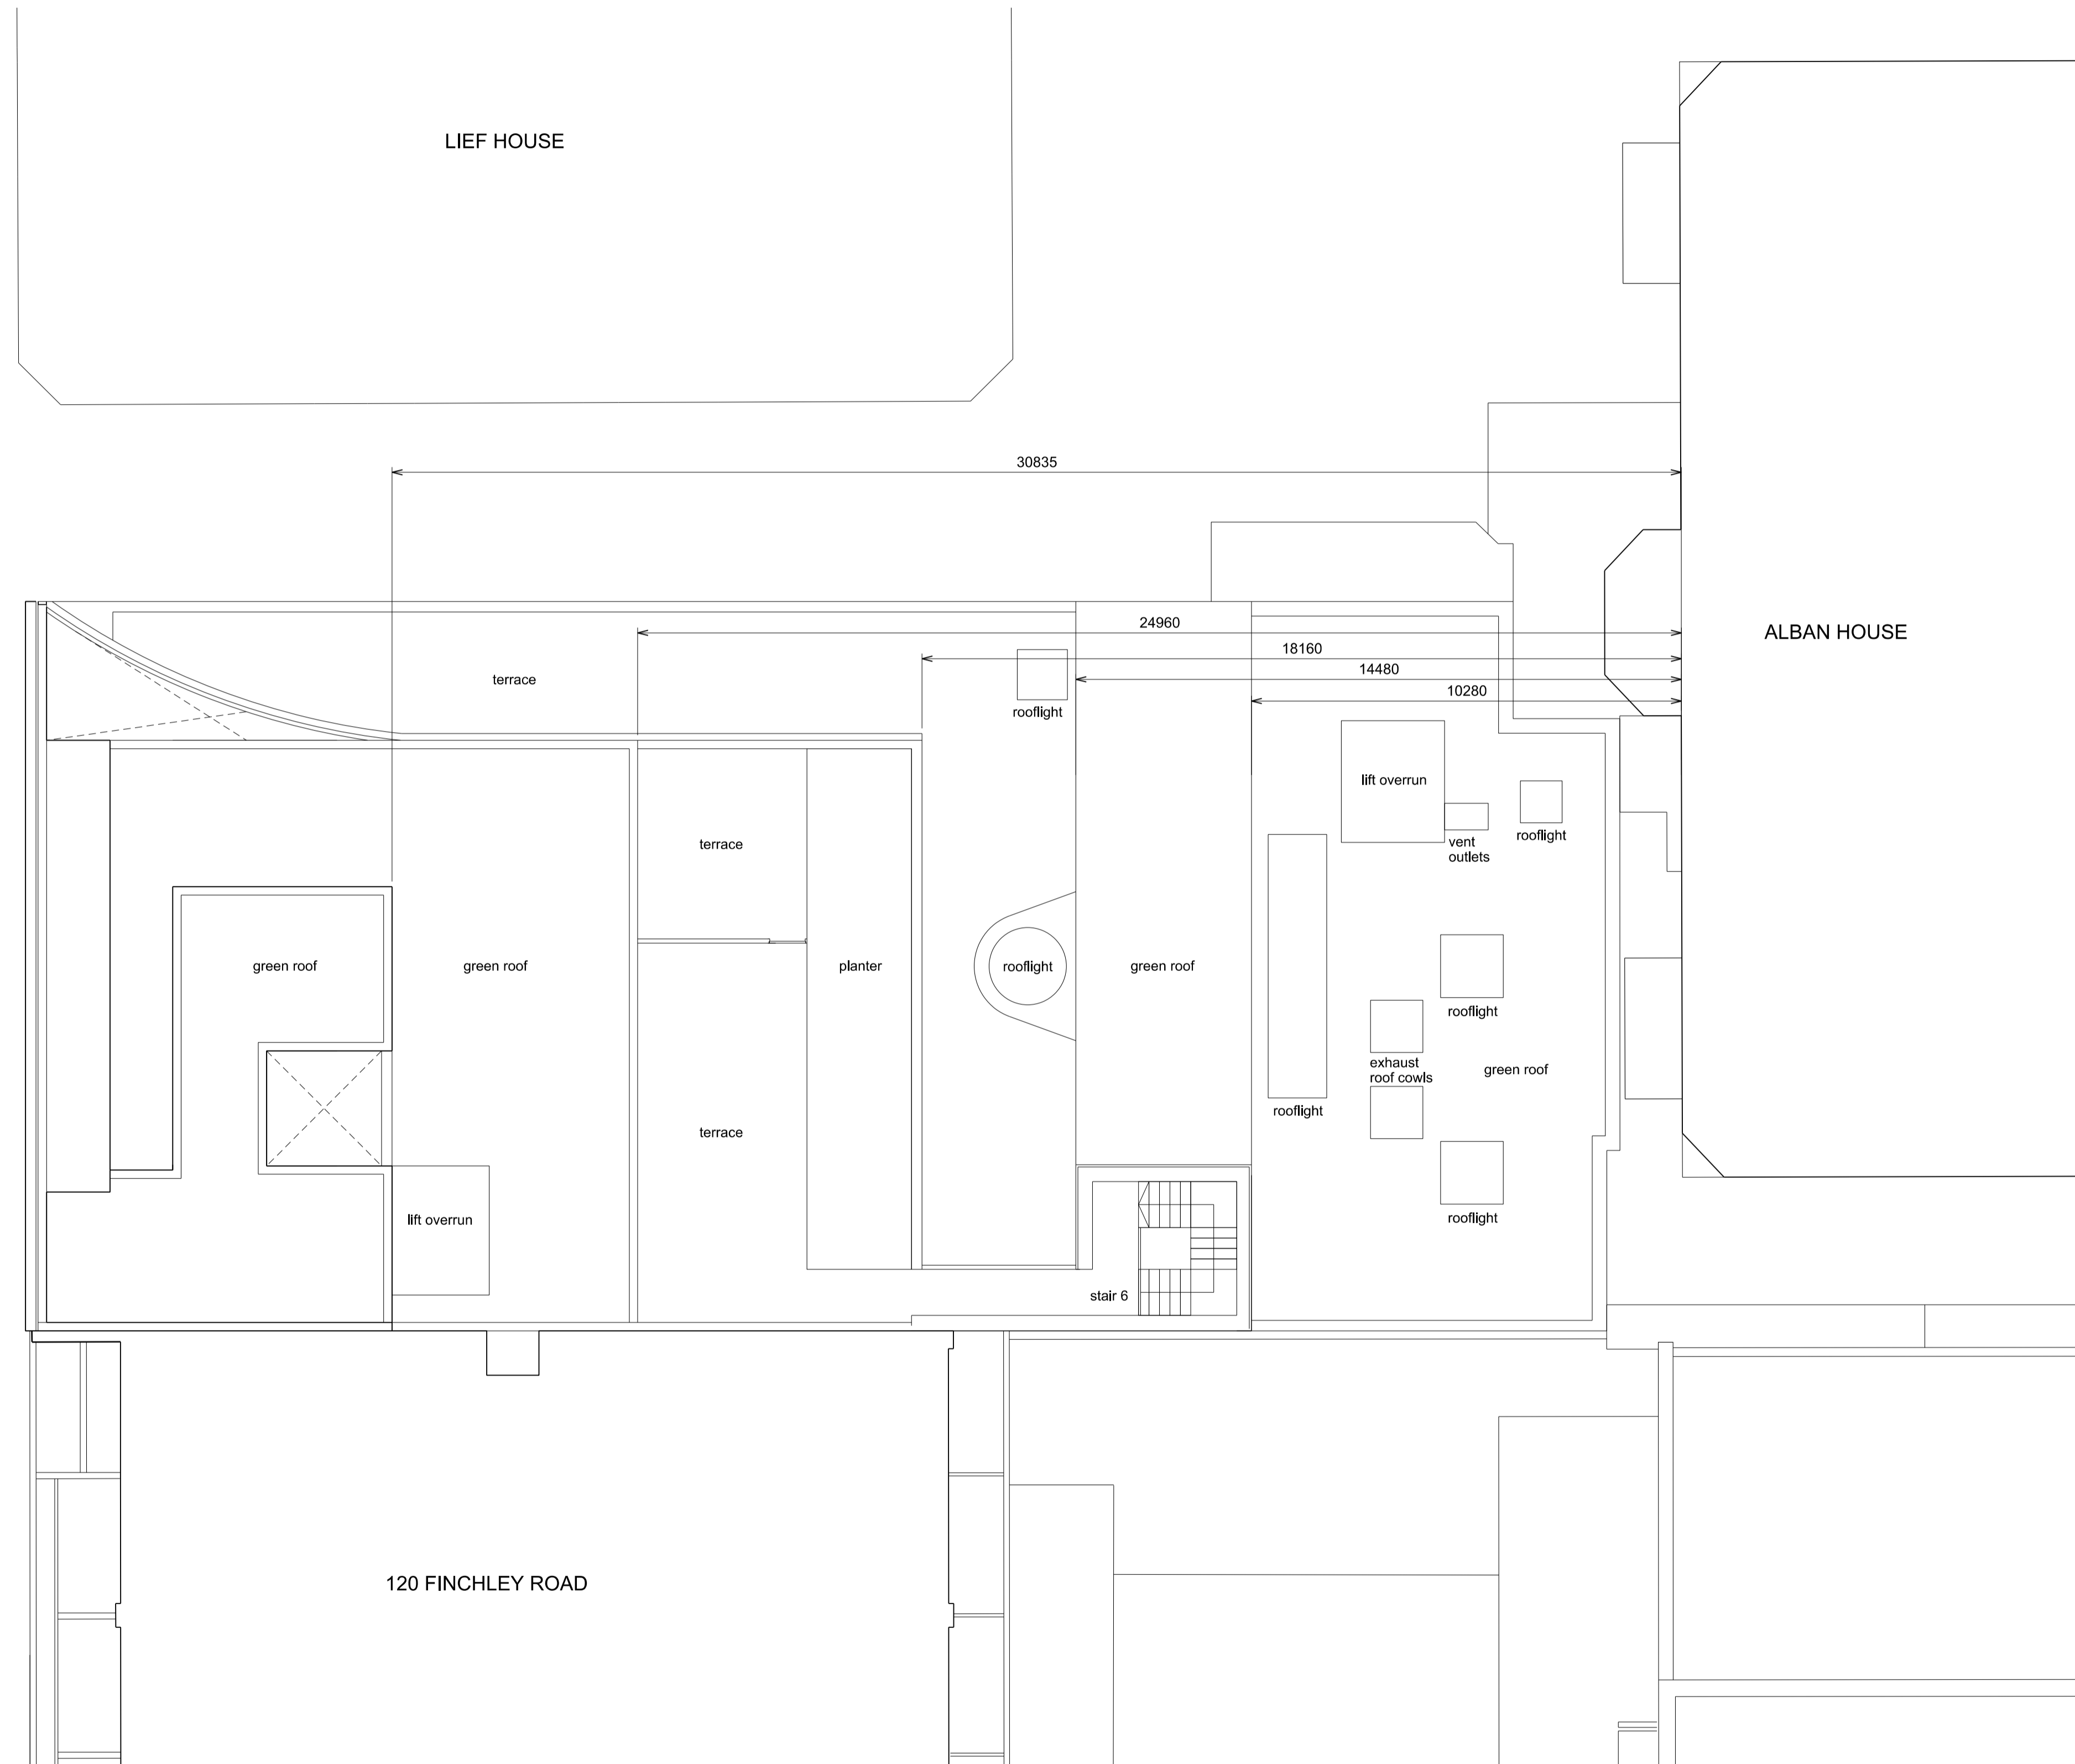 LIEF HOUSE
30835
24960
ALBAN HOUSE
18160
14480
terrace
10280
rooflight
lift overrun
rooflight
vent
outlets
terrace
green roof
green roof
planter
rooflight
green roof
rooflight
exhaust
roof cowls
green roof
rooflight
terrace
rooflight
lift overrun
stair 6
120 FINCHLEY ROAD